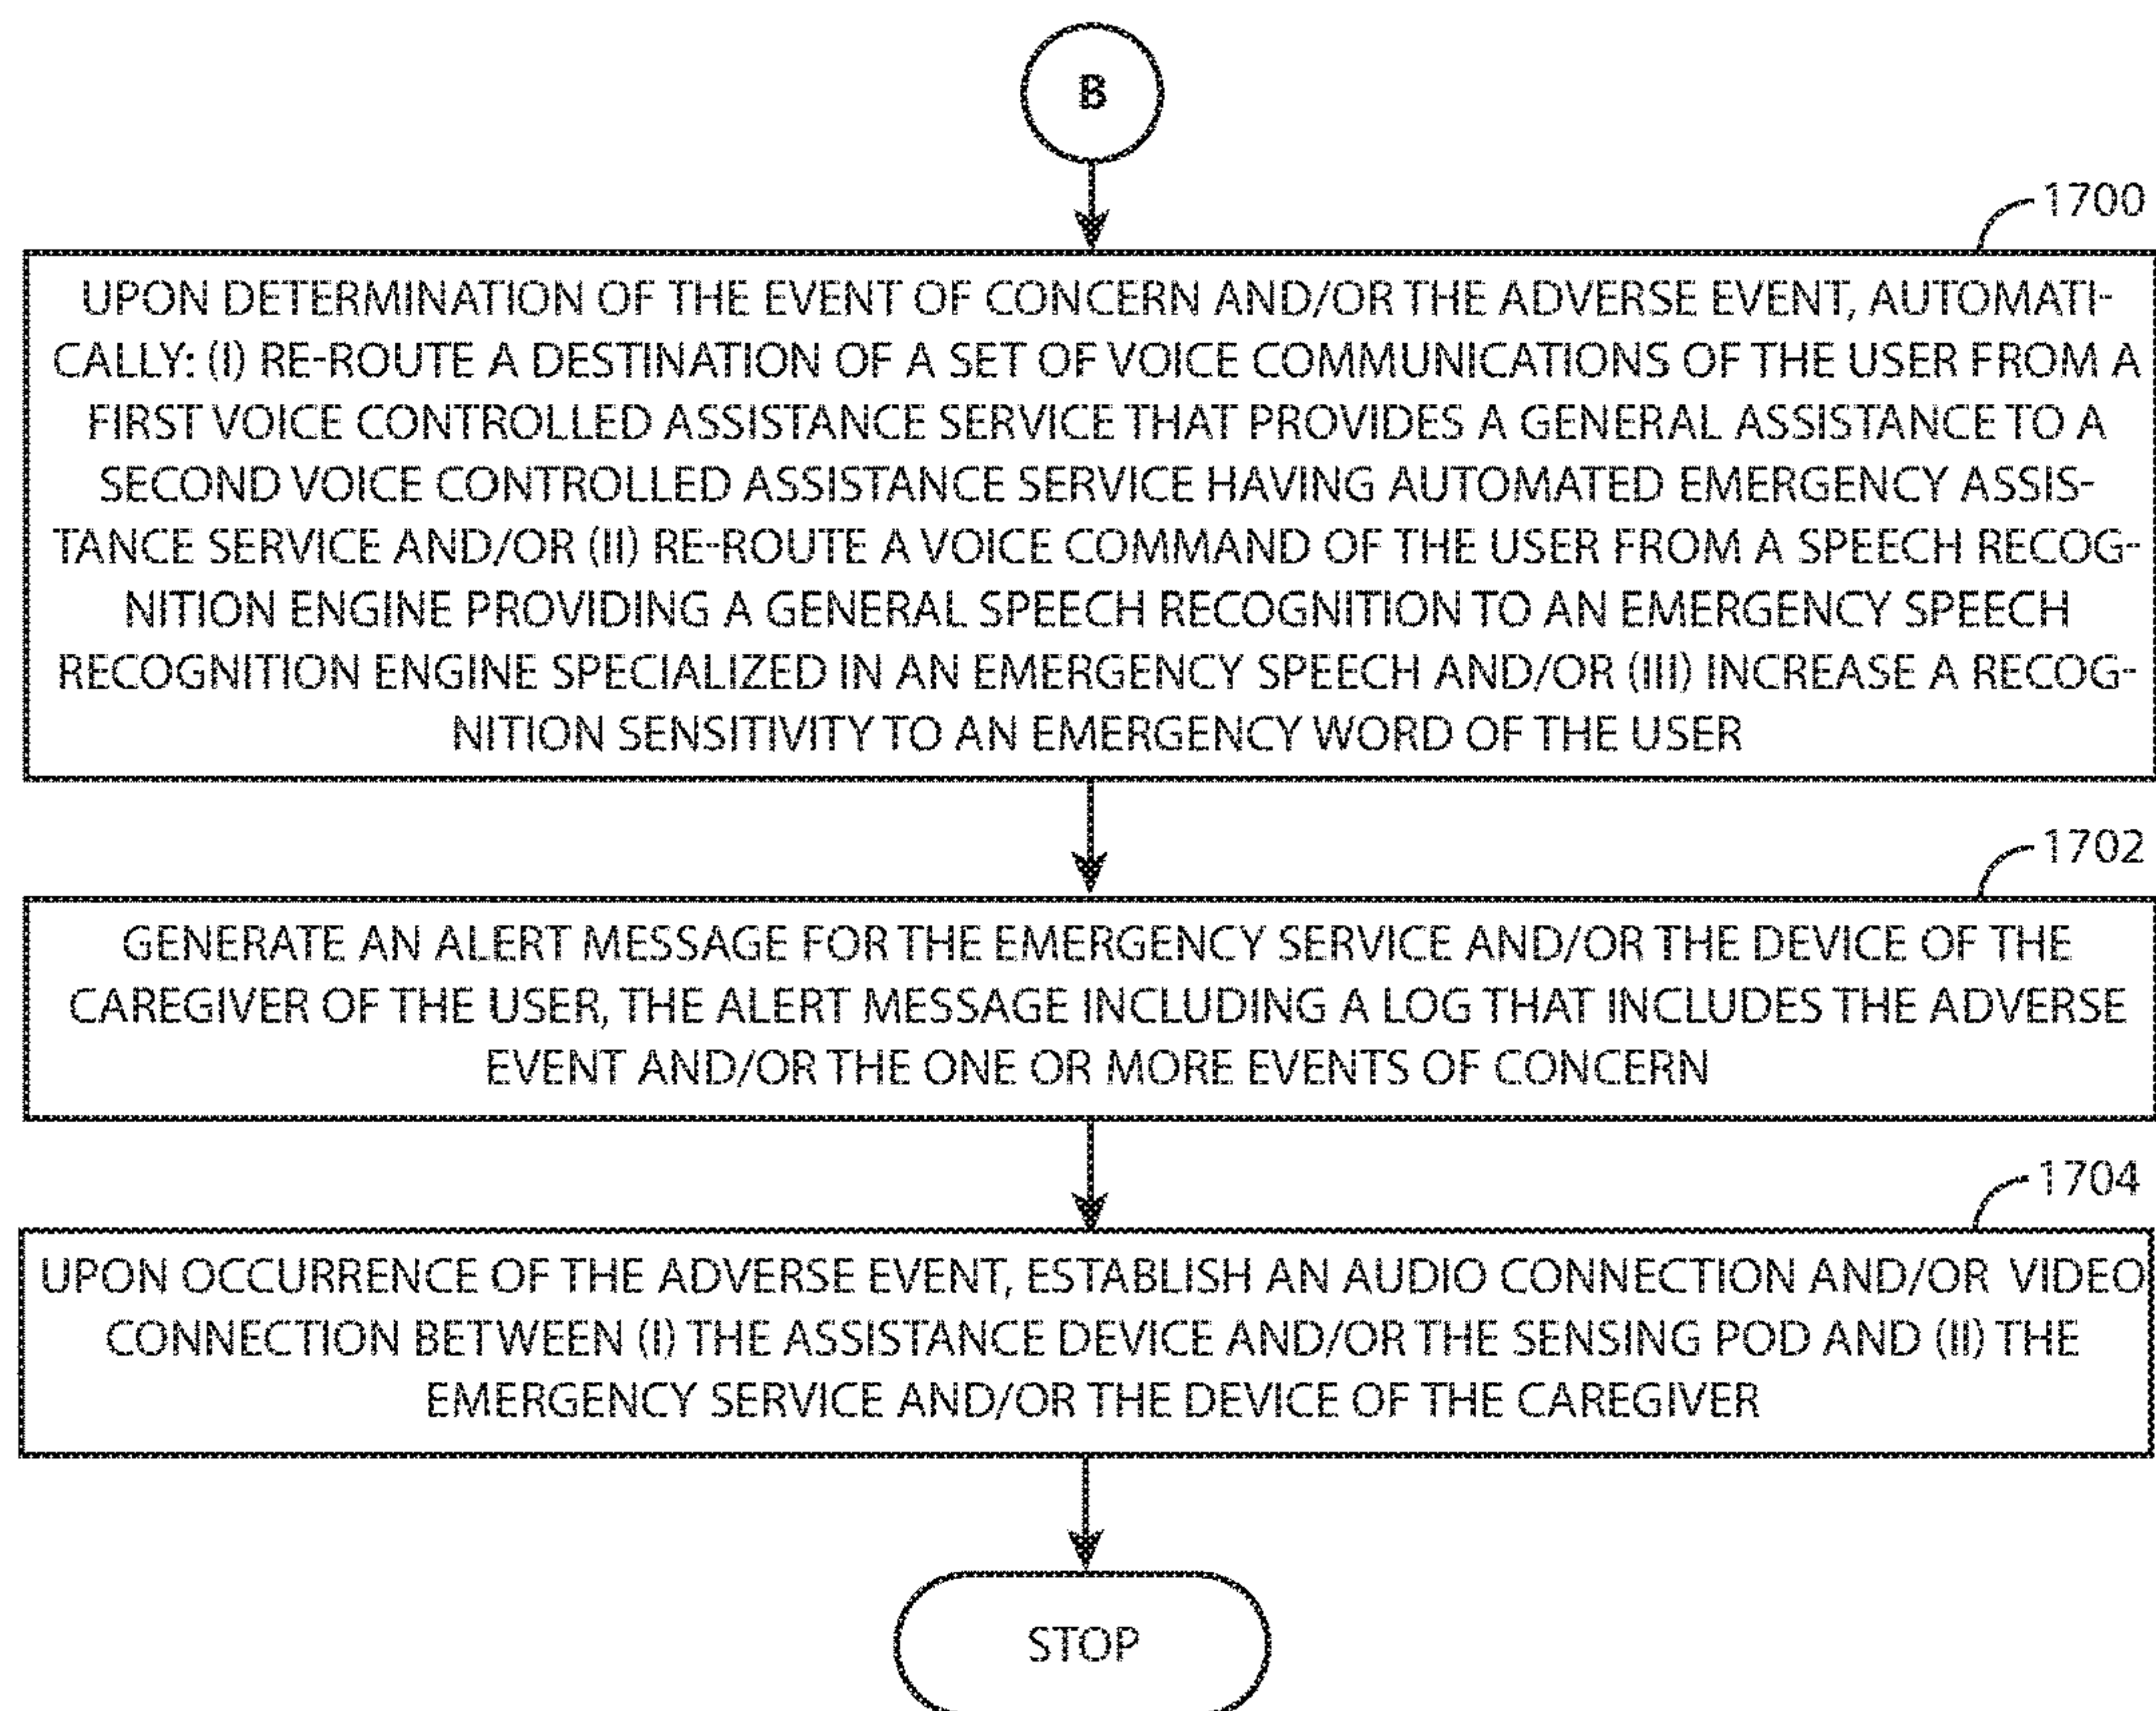 B
1700
UPON DETERMINATION OF THE EVENT OF CONCERN AND/OR THE ADVERSE EVENT, AUTOMATI-
CALLY: (I) RE-ROUTE A DESTINATION OF A SET OF VOICE COMMUNICATIONS OF THE USER FROM A
FIRST VOICE CONTROLLED ASSISTANCE SERVICE THAT PROVIDES A GENERAL ASSISTANCE TO A
SECOND VOICE CONTROLLED ASSISTANCE SERVICE HAVING AUTOMATED EMERGENCY ASSIS-
TANCE SERVICE AND/OR (II) RE-ROUTE A VOICE COMMAND OF THE USER FROM A SPEECH RECOG-
NITION ENGINE PROVIDING A GENERAL SPEECH RECOGNITION TO AN EMERGENCY SPEECH
RECOGNITION ENGINE SPECIALIZED IN AN EMERGENCY SPEECH AND/OR (III) INCREASE A RECOG-
NITION SENSITIVITY TO AN EMERGENCY WORD OF THE USER
1702
GENERATE AN ALERT MESSAGE FOR THE EMERGENCY SERVICE AND/OR THE DEVICE OF THE
CAREGIVER OF THE USER, THE ALERT MESSAGE INCLUDING A LOG THAT INCLUDES THE ADVERSE
EVENT AND/OR THE ONE OR MORE EVENTS OF CONCERN
1704
UPON OCCURRENCE OF THE ADVERSE EVENT, ESTABLISH AN AUDIO CONNECTION AND/OR VIDEO
CONNECTION BETWEEN (I) THE ASSISTANCE DEVICE AND/OR THE SENSING POD AND (II) THE
EMERGENCY SERVICE AND/OR THE DEVICE OF THE CAREGIVER
STOP